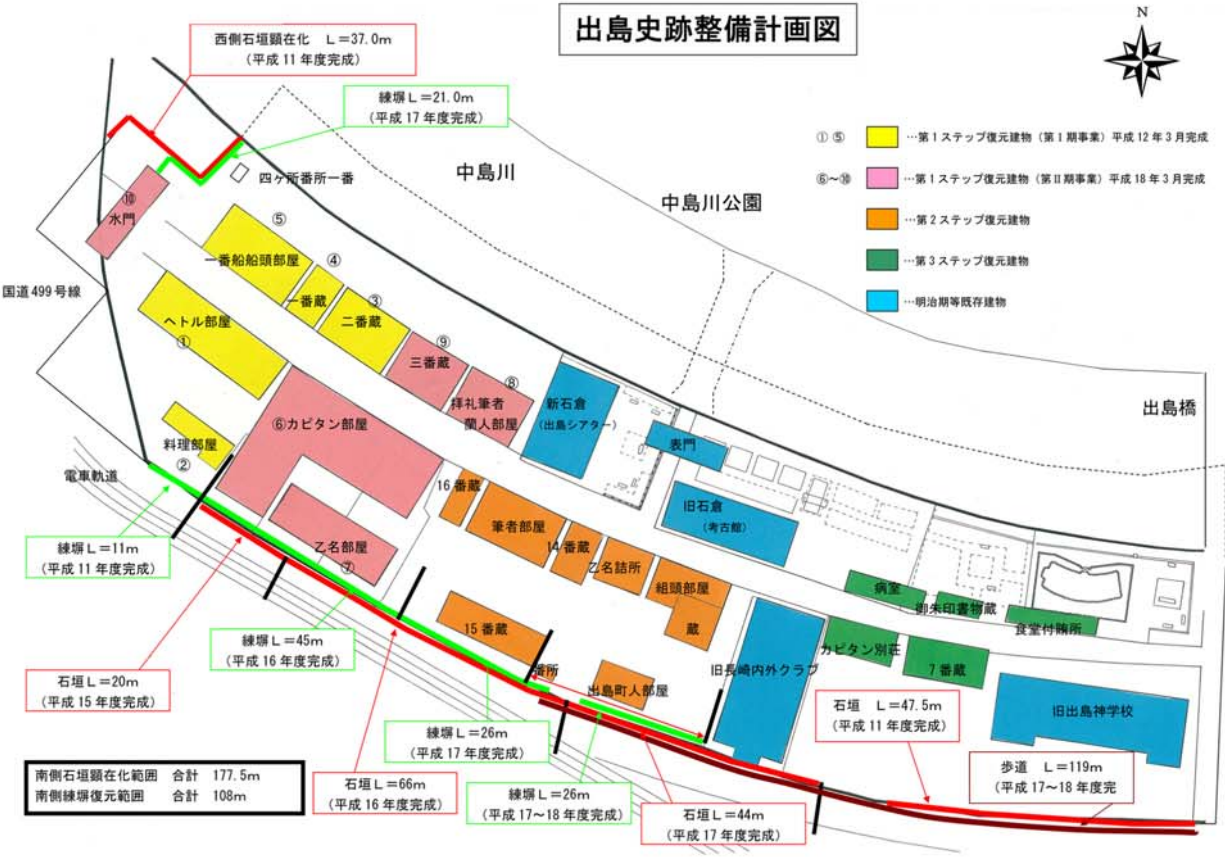 出島史跡整備計画図
N
西側石垣顕在化 L=37.0m
(平成11年度完成)
練塀L=21.0m
(平成17年度完成)
①⑤ …第1ステップ復元建物(第Ⅰ期事業)平成12年3月完成
⑥~⑩ …第1ステップ復元建物(第Ⅱ期事業)平成18年3月完成
…第2ステップ復元建物
…第3ステップ復元建物
…明治期等既存建物
中島川
中島川公園
出島橋
四ヶ所番所一番
⑩
水門
国道499号線
⑤
一番船船頭部屋
④
一番蔵
③
二番蔵
⑨
三番蔵
⑧
拝礼筆者
蘭人部屋
ヘトル部屋
①
料理部屋
②
電車軌道
⑥カピタン部屋
乙名部屋
⑦
新石倉
(出島シアター)
表門
旧石倉
(考古館)
16番蔵
筆者部屋
14番蔵
乙名詰所
組頭部屋
蔵
15番蔵
番所
出島町人部屋
旧長崎内外クラブ
病室
御朱印書物蔵
食堂付賄所
カピタン別荘
7番蔵
旧出島神学校
練塀L=11m
(平成11年度完成)
練塀L=45m
(平成16年度完成)
石垣L=20m
(平成15年度完成)
練塀L=26m
(平成17年度完成)
石垣L=66m
(平成16年度完成)
練塀L=26m
(平成17~18年度完成)
石垣L=44m
(平成17年度完成)
石垣 L=47.5m
(平成11年度完成)
歩道 L=119m
(平成17~18年度完
南側石垣顕在化範囲 合計 177.5m
南側練塀復元範囲 合計 108m